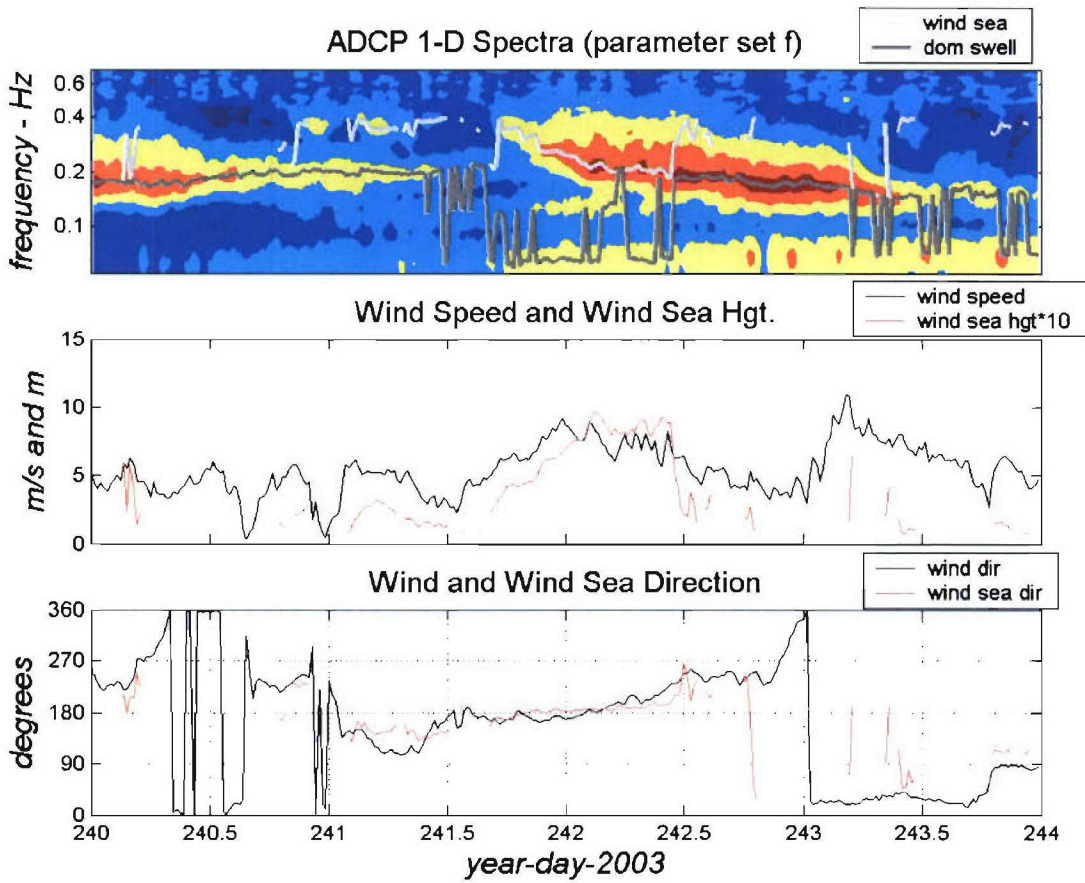 wind sea
dom swell
ADCP 1-D Spectra (parameter set f)
frequency - Hz
0.6
0.4
0.2
0.1
wind speed
wind sea hgt*10
Wind Speed and Wind Sea Hgt.
m/s and m
15
10
5
0
wind dir
wind sea dir
Wind and Wind Sea Direction
degrees
360
270
180
90
0
240 240.5 241 241.5 242 242.5 243 243.5 244
year-day-2003